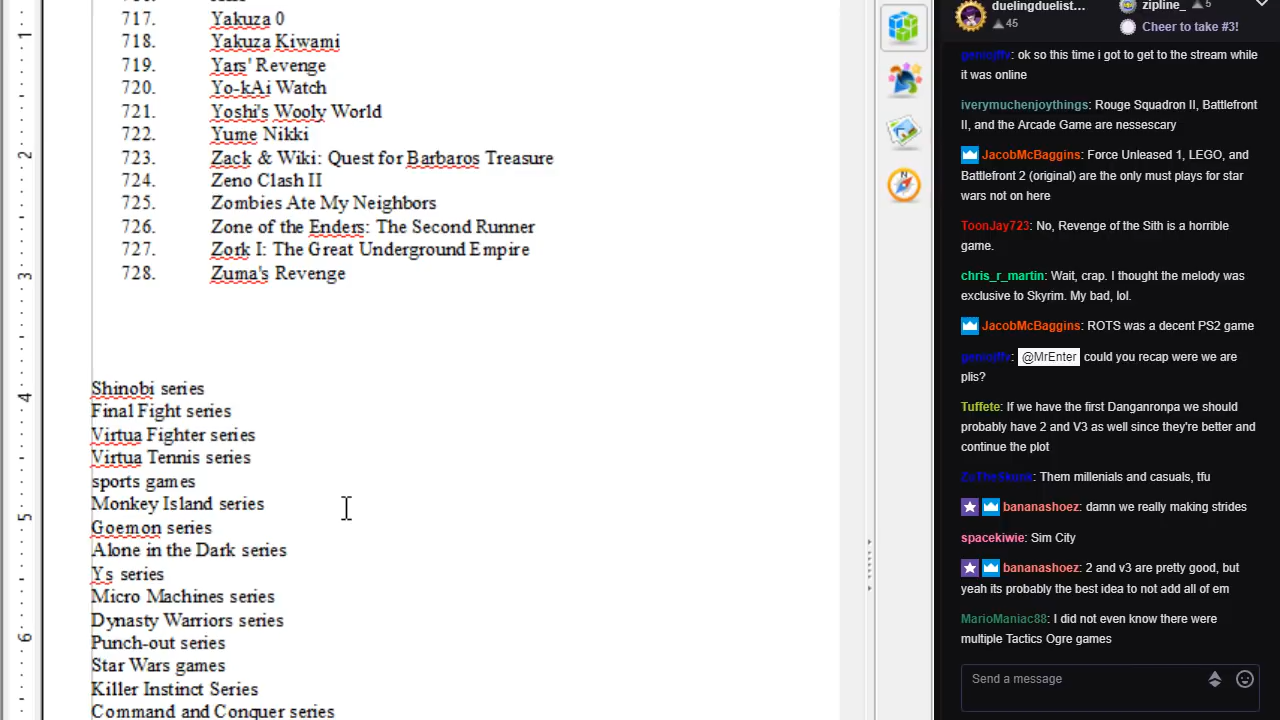 717. Yakuza 0
718. Yakuza Kiwami
719. Yars' Revenge
720. Yo-kAi Watch
721. Yoshi's Wooly World
722. Yume Nikki
723. Zack & Wiki: Quest for Barbaros Treasure
724. Zeno Clash II
725. Zombies Ate My Neighbors
726. Zone of the Enders: The Second Runner
727. Zork I: The Great Underground Empire
728. Zuma's Revenge
Shinobi series
Final Fight series
Virtua Fighter series
Virtua Tennis series
sports games
Monkey Island series
Goemon series
Alone in the Dark series
Ys series
Micro Machines series
Dynasty Warriors series
Punch-out series
Star Wars games
Killer Instinct Series
Command and Conquer series
1
2
3
4
5
6
N
duelingduelist...
45
zipline_ 5
Cheer to take #3!
ok so this time i got to get to the stream while
it was online
iverymuchenjoythings: Rouge Squadron II, Battlefront
II, and the Arcade Game are nessescary
JacobMcBaggins: Force Unleased 1, LEGO, and
Battlefront 2 (original) are the only must plays for star
wars not on here
ToonJay723: No, Revenge of the Sith is a horrible
game.
chris_r_martin: Wait, crap. I thought the melody was
exclusive to Skyrim. My bad, lol.
JacobMcBaggins: ROTS was a decent PS2 game
@MrEnter could you recap were we are
plis?
Tuffete: If we have the first Danganronpa we should
probably have 2 and V3 as well since they're better and
continue the plot
ZuTheSkunk: Them millenials and casuals, tfu
bananashoez: damn we really making strides
spacekiwie: Sim City
bananashoez: 2 and v3 are pretty good, but
yeah its probably the best idea to not add all of em
MarioManiac88: I did not even know there were
multiple Tactics Ogre games
Send a message